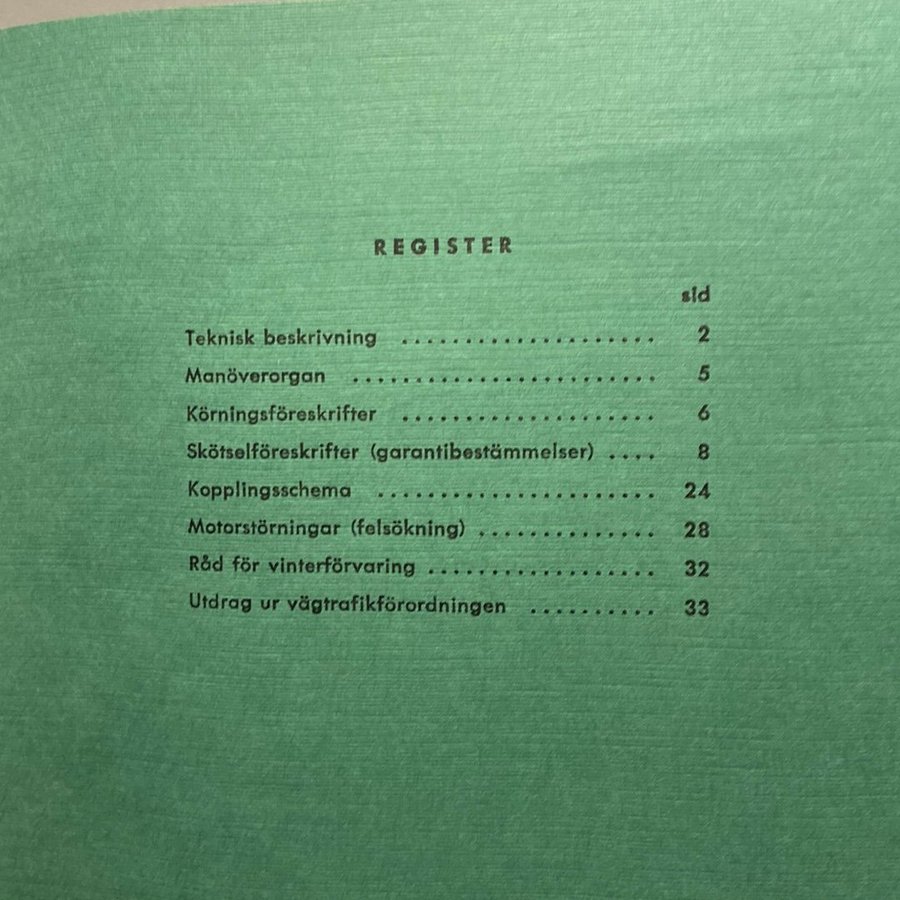 REGISTER
sid
Teknisk beskrivning .................... 2
Manöverorgan ........................ 5
Körningsföreskrifter .................... 6
Skötselföreskrifter (garantibestämmelser) .... 8
Kopplingsschema ...................... 24
Motorstörningar (felsökning) .............. 28
Råd för vinterförvaring .................. 32
Utdrag ur vägtrafikförordningen .......... 33